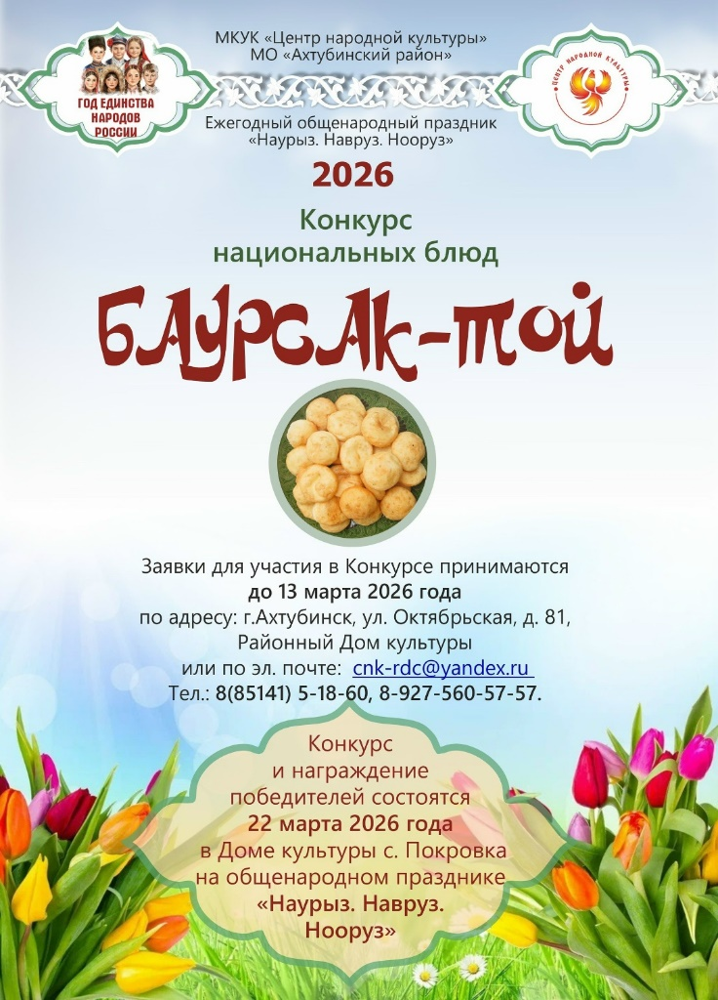 МКУК «Центр народной культуры»
МО «Ахтубинский район»
ГОД ЕДИНСТВА
НАРОДОВ
РОССИИ
ЦЕНТР НАРОДНОЙ КУЛЬТУРЫ
Ежегодный общенародный праздник
«Наурыз. Навруз. Нооруз»
2026
Конкурс
национальных блюд
БАУРСАК-ТОЙ
Заявки для участия в Конкурсе принимаются
до 13 марта 2026 года
по адресу: г.Ахтубинск, ул. Октябрьская, д. 81,
Районный Дом культуры
или по эл. почте: cnk-rdc@yandex.ru
Тел.: 8(85141) 5-18-60, 8-927-560-57-57.
Конкурс
и награждение
победителей состоятся
22 марта 2026 года
в Доме культуры с. Покровка
на общенародном празднике
«Наурыз. Навруз.
Нооруз»